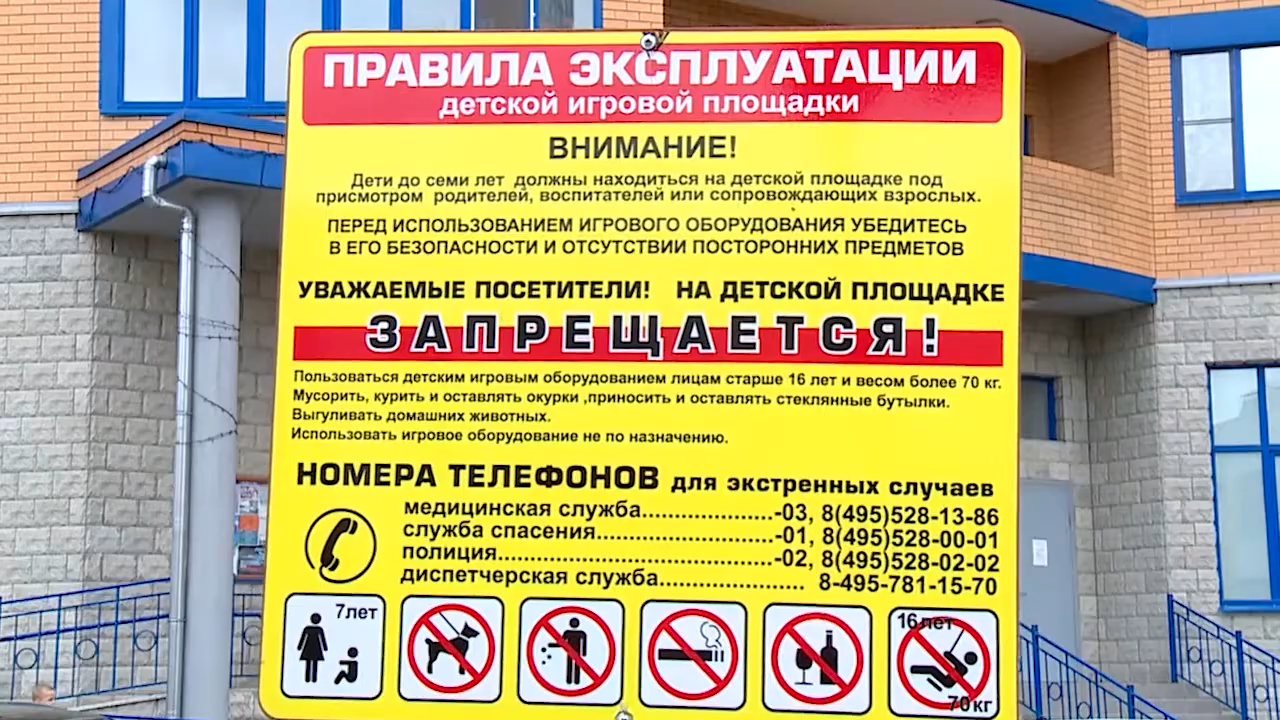 ПРАВИЛА ЭКСПЛУАТАЦИИ
детской игровой площадки
ВНИМАНИЕ!
Дети до семи лет должны находиться на детской площадке под
присмотром родителей, воспитателей или сопровождающих взрослых.
ПЕРЕД ИСПОЛЬЗОВАНИЕМ ИГРОВОГО ОБОРУДОВАНИЯ УБЕДИТЕСЬ
В ЕГО БЕЗОПАСНОСТИ И ОТСУТСТВИИ ПОСТОРОННИХ ПРЕДМЕТОВ
УВАЖАЕМЫЕ ПОСЕТИТЕЛИ! НА ДЕТСКОЙ ПЛОЩАДКЕ
ЗАПРЕЩАЕТСЯ!
Пользоваться детским игровым оборудованием лицам старше 16 лет и весом более 70 кг.
Мусорить, курить и оставлять окурки ,приносить и оставлять стеклянные бутылки.
Выгуливать домашних животных.
Использовать игровое оборудование не по назначению.
НОМЕРА ТЕЛЕФОНОВ для экстренных случаев
медицинская служба....................-03, 8(495)528-13-86
служба спасения...........................-01, 8(495)528-00-01
полиция..........................................-02, 8(495)528-02-02
диспетчерская служба...................... 8-495-781-15-70
7лет
16 лет
70кг